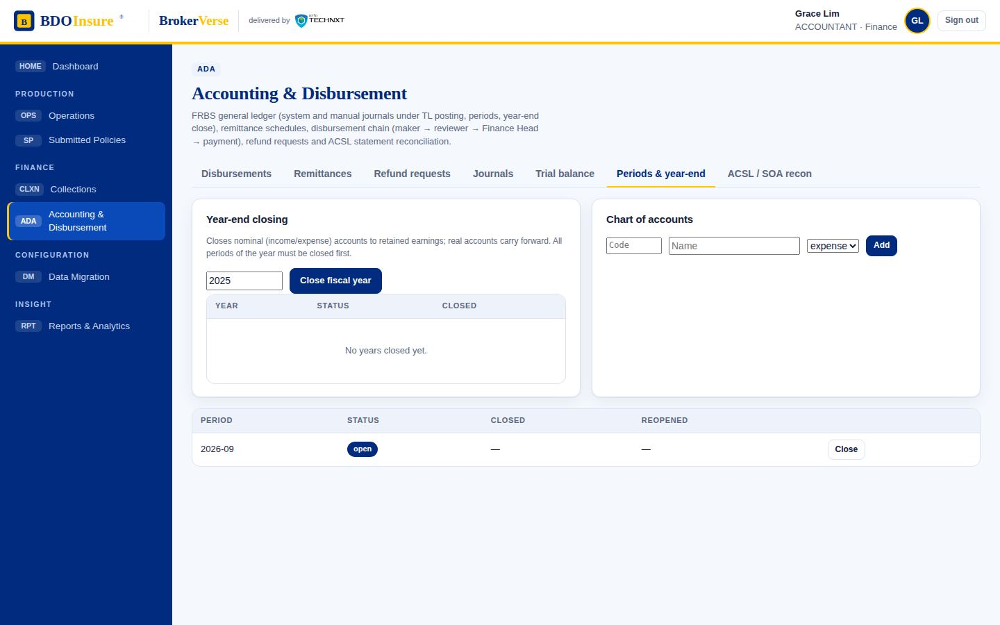 B BDOInsure ®
BrokerVerse
delivered by TECHNXT
Grace Lim
ACCOUNTANT · Finance
GL
Sign out
HOME Dashboard
PRODUCTION
OPS Operations
SP Submitted Policies
FINANCE
CLXN Collections
ADA Accounting &
Disbursement
CONFIGURATION
DM Data Migration
INSIGHT
RPT Reports & Analytics
ADA
Accounting & Disbursement
FRBS general ledger (system and manual journals under TL posting, periods, year-end
close), remittance schedules, disbursement chain (maker → reviewer → Finance Head
→ payment), refund requests and ACSL statement reconciliation.
Disbursements Remittances Refund requests Journals Trial balance Periods & year-end ACSL / SOA recon
Year-end closing
Closes nominal (income/expense) accounts to retained earnings; real accounts carry forward. All
periods of the year must be closed first.
2025 Close fiscal year
YEAR STATUS CLOSED
No years closed yet.
Chart of accounts
Code Name expense Add
PERIOD STATUS CLOSED REOPENED
2026-09 open — — Close